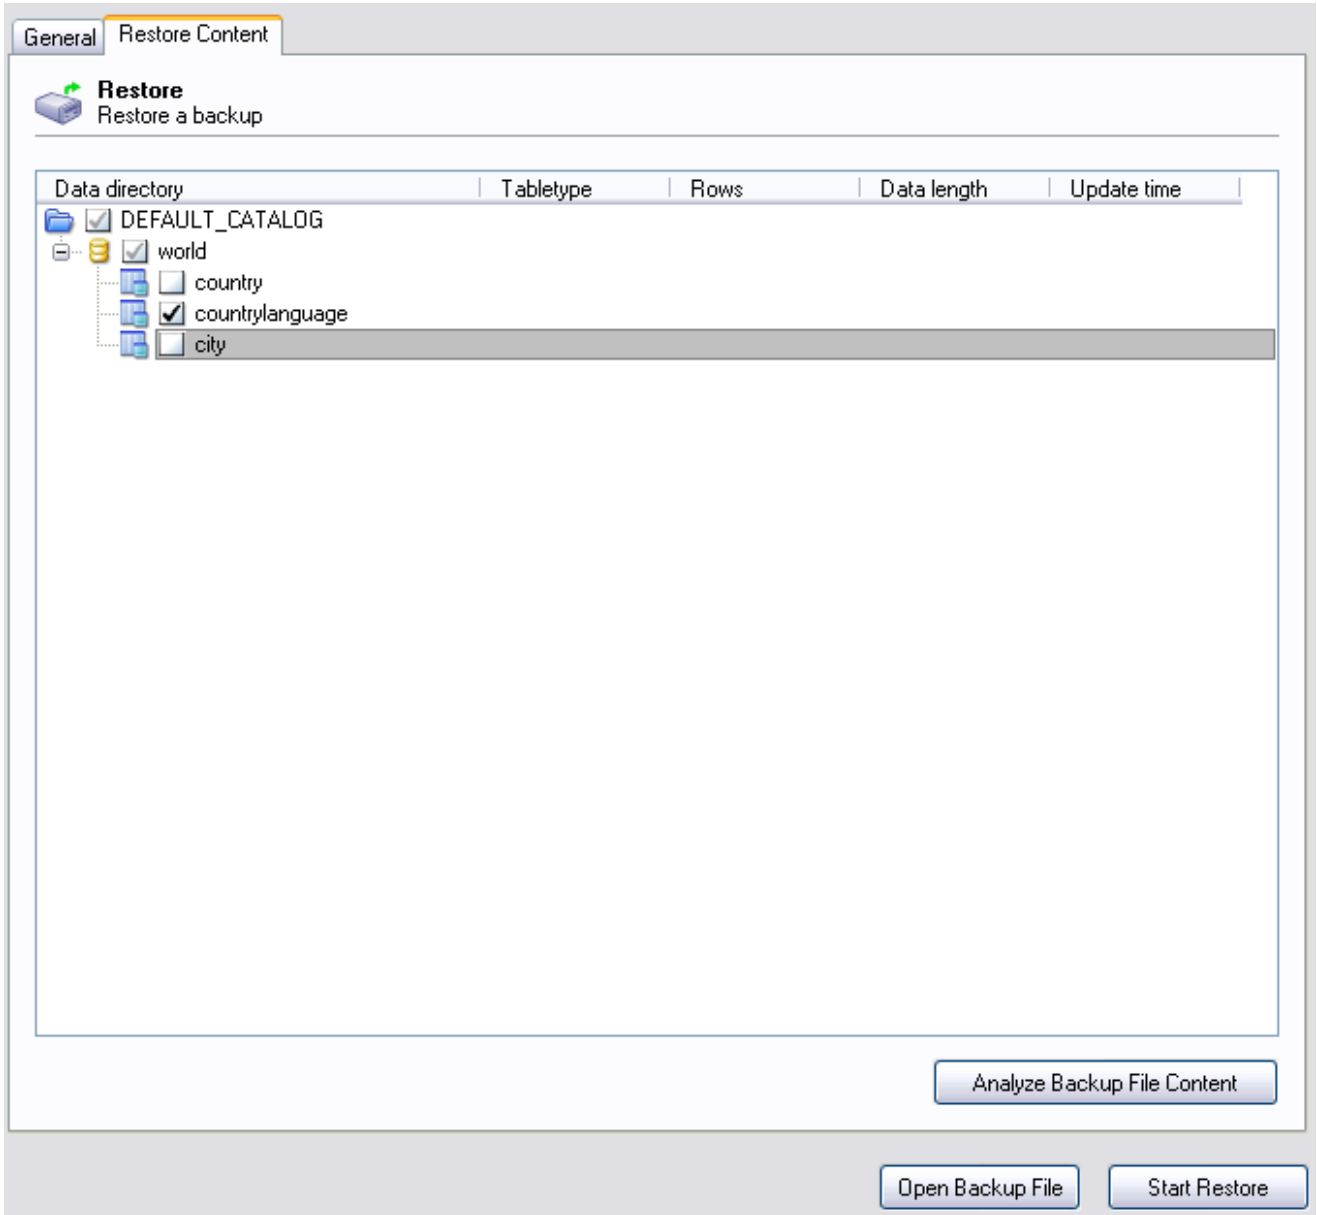 General Restore Content
Restore
Restore a backup
Data directory Tabletype Rows Data length Update time
DEFAULT_CATALOG
world
country
countrylanguage
city
Analyze Backup File Content
Open Backup File Start Restore